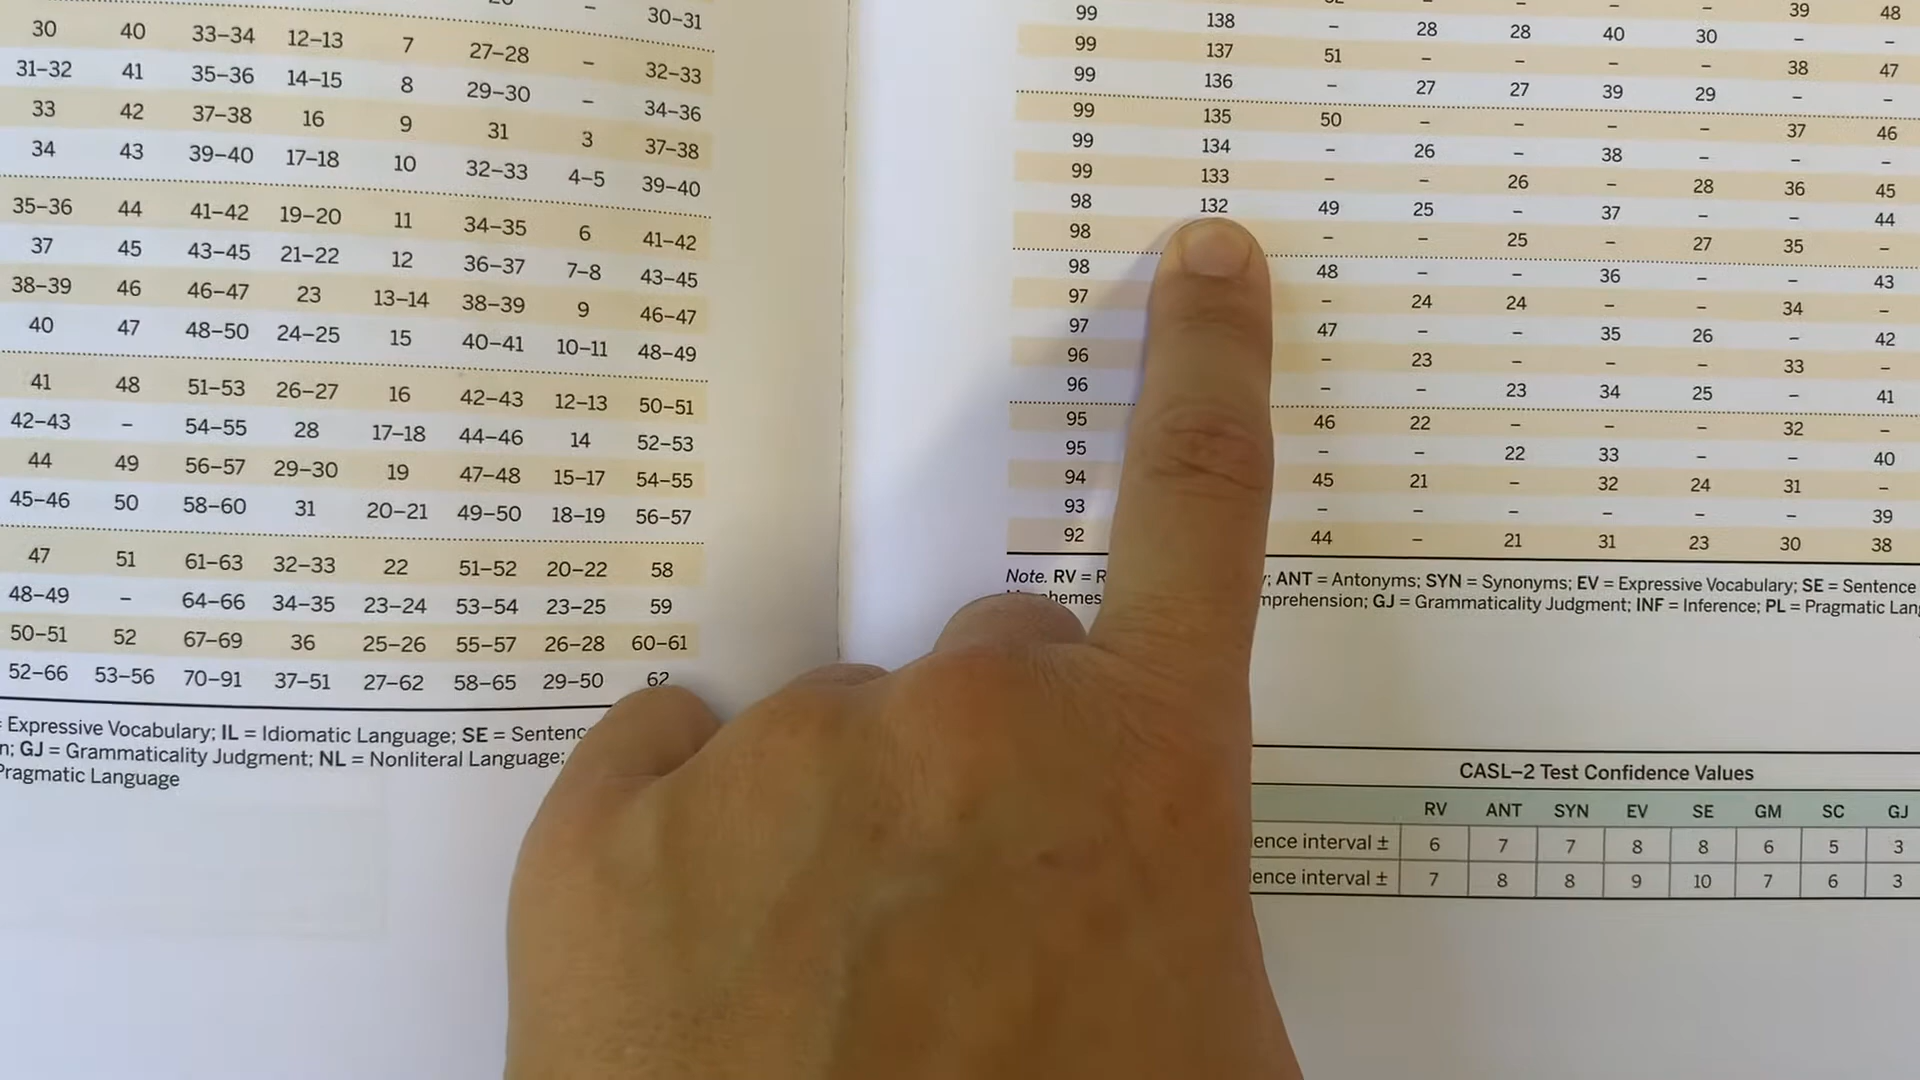 30–31
30 40 33–34 12–13 7 27–28 – 32–33
31–32 41 35–36 14–15 8 29–30 – 34–36
33 42 37–38 16 9 31 3 37–38
34 43 39–40 17–18 10 32–33 4–5 39–40
35–36 44 41–42 19–20 11 34–35 6 41–42
37 45 43–45 21–22 12 36–37 7–8 43–45
38–39 46 46–47 23 13–14 38–39 9 46–47
40 47 48–50 24–25 15 40–41 10–11 48–49
41 48 51–53 26–27 16 42–43 12–13 50–51
42–43 – 54–55 28 17–18 44–46 14 52–53
44 49 56–57 29–30 19 47–48 15–17 54–55
45–46 50 58–60 31 20–21 49–50 18–19 56–57
47 51 61–63 32–33 22 51–52 20–22 58
48–49 – 64–66 34–35 23–24 53–54 23–25 59
50–51 52 67–69 36 25–26 55–57 26–28 60–61
52–66 53–56 70–91 37–51 27–62 58–65 29–50 62
= Expressive Vocabulary; IL = Idiomatic Language; SE = Sentenc
n; GJ = Grammaticality Judgment; NL = Nonliteral Language;
Pragmatic Language
– – – – 39 48
99 138 – 28 28 40 30 – –
99 137 51 – – – – 38 47
99 136 – 27 27 39 29 – –
99 135 50 – – – – 37 46
99 134 – 26 – 38 – – –
99 133 – – 26 – 28 36 45
98 132 49 25 – 37 – – 44
98 – – 25 – 27 35 –
98 48 – – 36 – – 43
97 – 24 24 – – 34 –
97 47 – – 35 26 – 42
96 – 23 – – – 33 –
96 – – 23 34 25 – 41
95 46 22 – – – 32 –
95 – – 22 33 – – 40
94 45 21 – 32 24 31 –
93 – – – – – – 39
92 44 – 21 31 23 30 38
Note. RV = R y; ANT = Antonyms; SYN = Synonyms; EV = Expressive Vocabulary; SE = Sentence
hemes mprehension; GJ = Grammaticality Judgment; INF = Inference; PL = Pragmatic Lang
CASL–2 Test Confidence Values
RV ANT SYN EV SE GM SC GJ
ence interval ± 6 7 7 8 8 6 5 3
ence interval ± 7 8 8 9 10 7 6 3